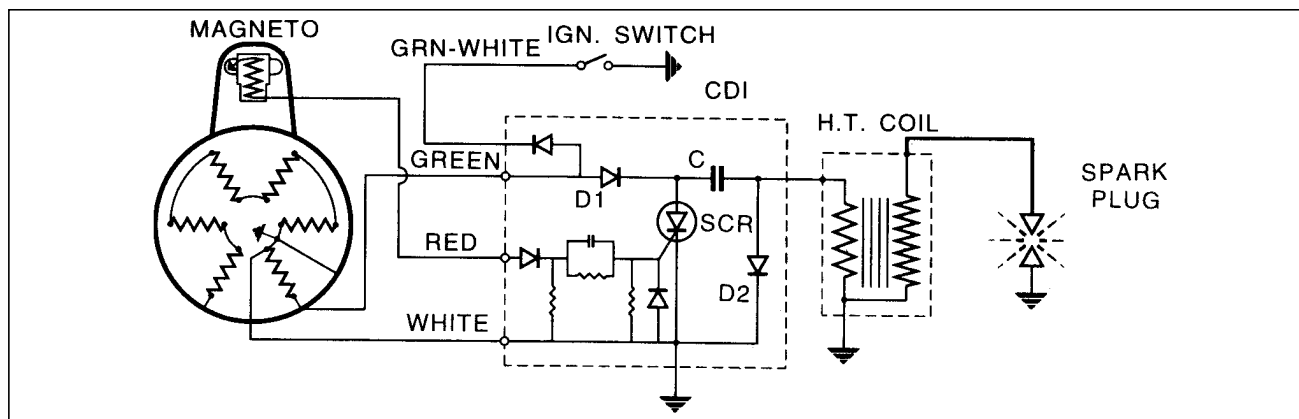 MAGNETO
GRN-WHITE
IGN. SWITCH
CDI
H.T. COIL
GREEN
C
SPARK
PLUG
D1
SCR
RED
D2
WHITE